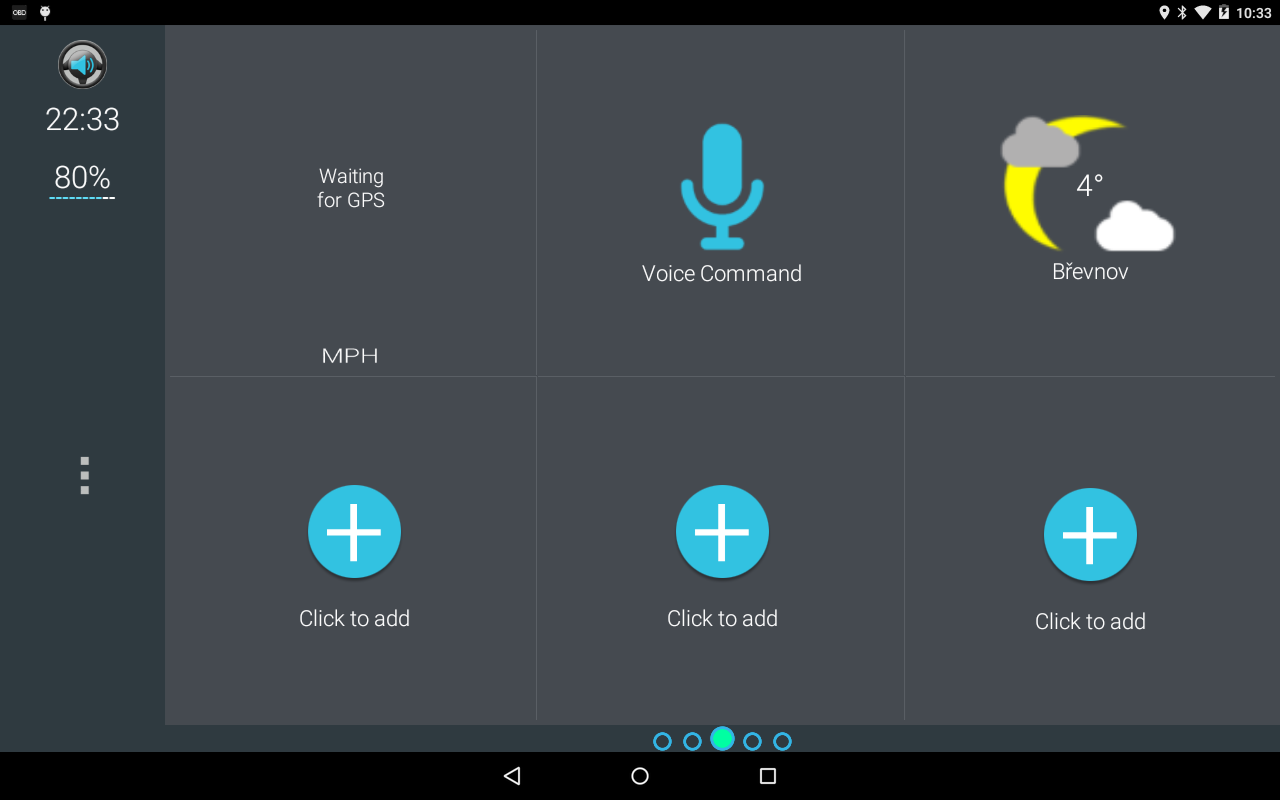 OBD
10:33
22:33
80%
Waiting
for GPS
MPH
Voice Command
4°
Břevnov
Click to add
Click to add
Click to add